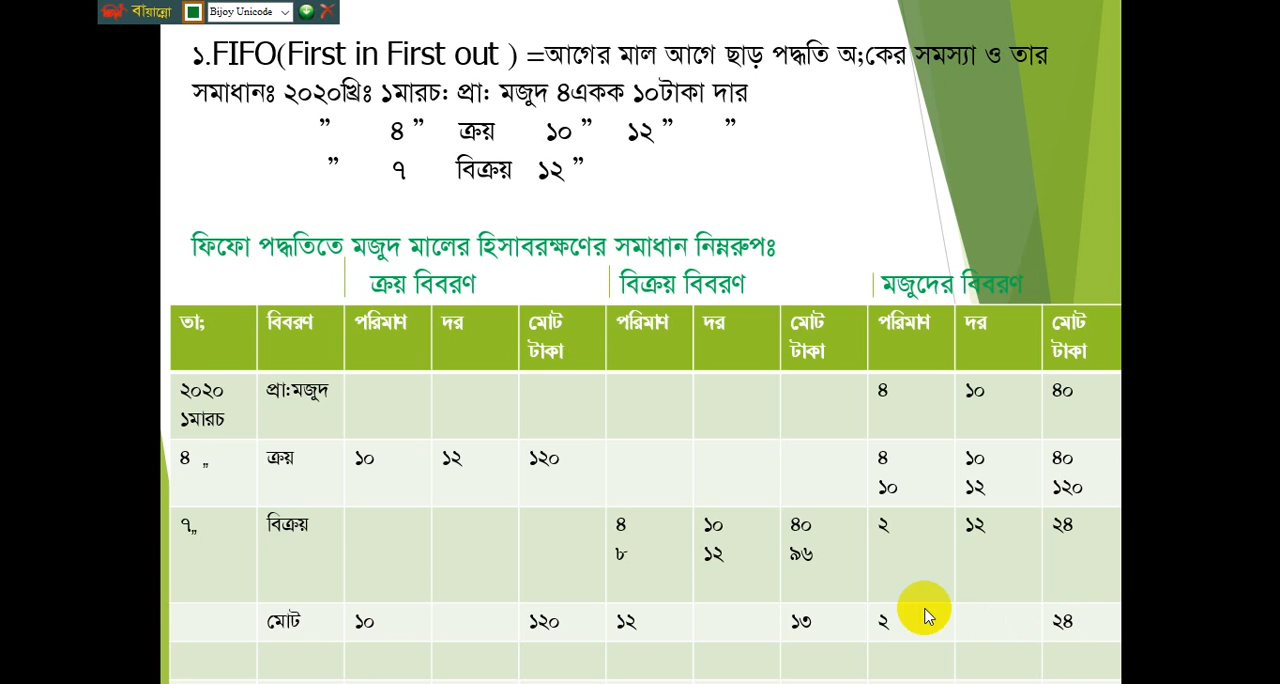 বায়ান্নো Bijoy Unicode
১.FIFO(First in First out ) =আগের মাল আগে ছাড় পদ্ধতি অ;কের সমস্যা ও তার
সমাধানঃ ২০২০খ্রিঃ ১মারচ: প্রা: মজুদ ৪একক ১০টাকা দার
” ৪ ” ক্রয় ১০ ” ১২ ” ”
” ৭ বিক্রয় ১২ ”
ফিফো পদ্ধতিতে মজুদ মালের হিসাবরক্ষণের সমাধান নিম্নরুপঃ
ক্রয় বিবরণ বিক্রয় বিবরণ মজুদের বিবরণ
তা; বিবরণ পরিমাণ দর মোট পরিমাণ দর মোট পরিমাণ দর মোট
টাকা টাকা টাকা
২০২০ প্রা:মজুদ ৪ ১০ ৪০
১মারচ
৪ „ ক্রয় ১০ ১২ ১২০ ৪ ১০ ৪০
১০ ১২ ১২০
৭„ বিক্রয় ৪ ১০ ৪০ ২ ১২ ২৪
৮ ১২ ৯৬
মোট ১০ ১২০ ১২ ১৩ ২ ২৪